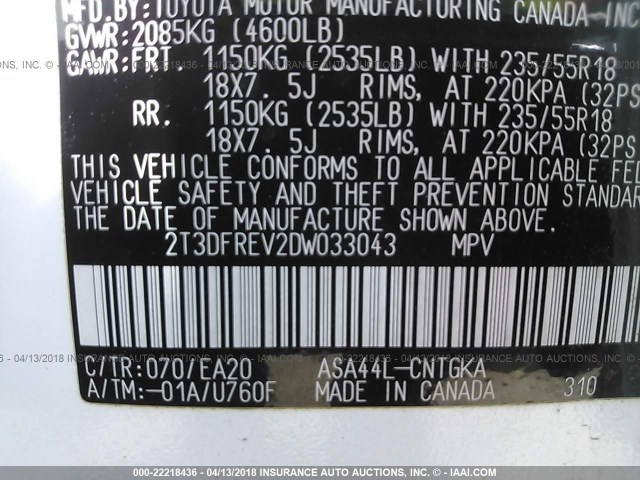 MFD.BY:TOYOTA MOTOR MANUFACTURING CANADA-INC
GVWR:2085KG (4600LB)
GAWR:FRT. 1150KG (2535LB) WITH 235/55R18
18X7.5J RIMS, AT 220KPA (32PS
RR. 1150KG (2535LB) WITH 235/55R18
18X7.5J RIMS, AT 220KPA (32PS
THIS VEHICLE CONFORMS TO ALL APPLICABLE FED
VEHICLE SAFETY AND THEFT PREVENTION STANDAR
THE DATE OF MANUFACTURE SHOWN ABOVE.
2T3DFREV2DW033043 MPV
C/TR:070/EA20 ASA44L-CNTGKA
A/TM:-01A/U760F MADE IN CANADA 310
000-22218436 - 04/13/2018 INSURANCE AUTO AUCTIONS, INC. - © IAAI.COM